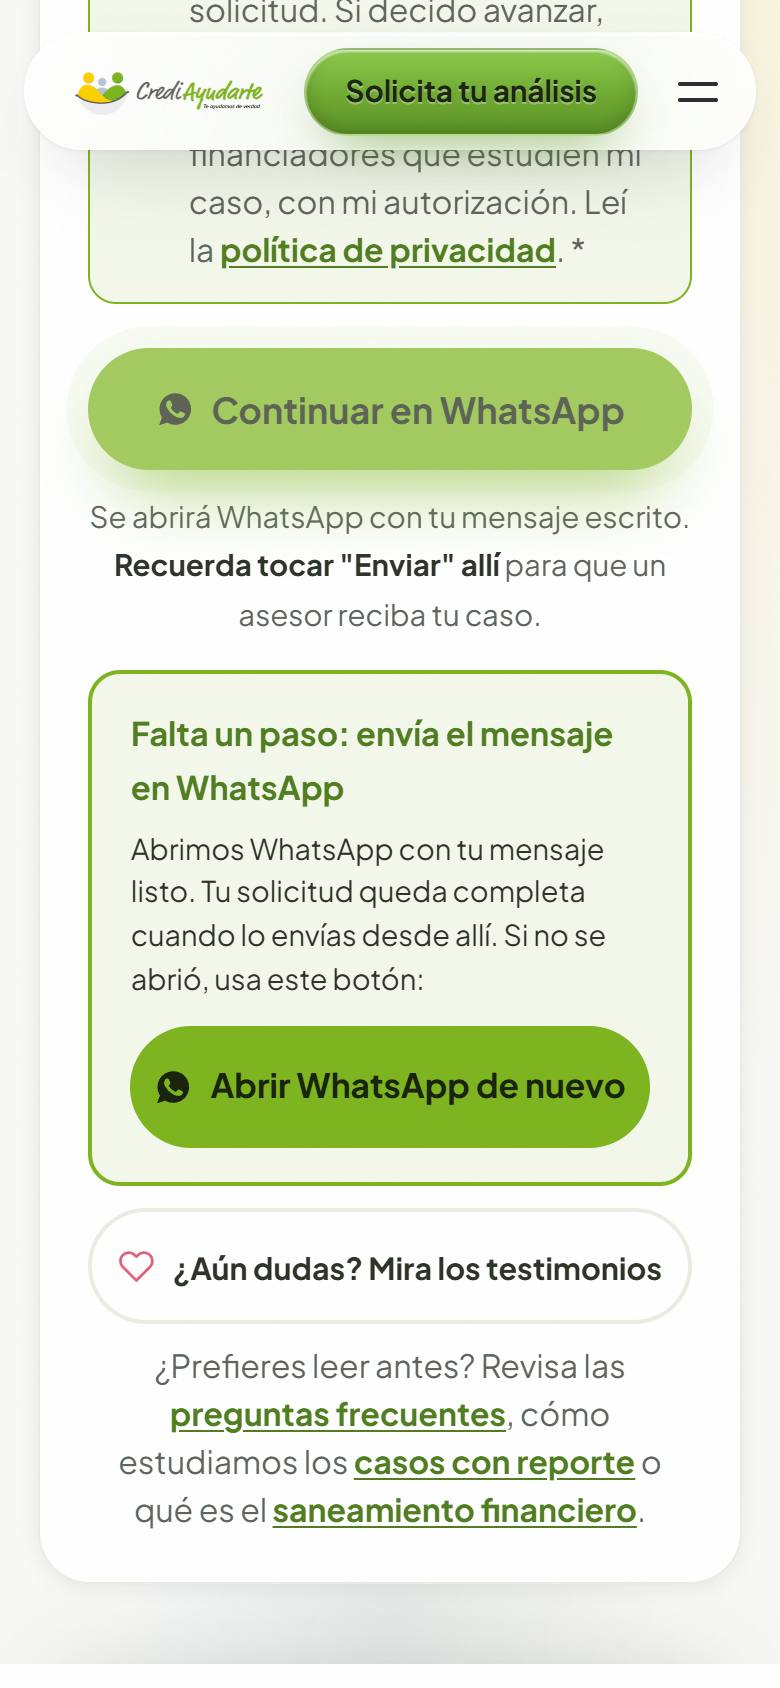 solicitud. Si decido avanzar,
CrediAyudarte
Te ayudamos de verdad
Solicita tu análisis
financiadores que estudien mi
caso, con mi autorización. Leí
la política de privacidad. *
Continuar en WhatsApp
Se abrirá WhatsApp con tu mensaje escrito.
Recuerda tocar "Enviar" allí para que un
asesor reciba tu caso.
Falta un paso: envía el mensaje
en WhatsApp
Abrimos WhatsApp con tu mensaje
listo. Tu solicitud queda completa
cuando lo envías desde allí. Si no se
abrió, usa este botón:
Abrir WhatsApp de nuevo
¿Aún dudas? Mira los testimonios
¿Prefieres leer antes? Revisa las
preguntas frecuentes, cómo
estudiamos los casos con reporte o
qué es el saneamiento financiero.